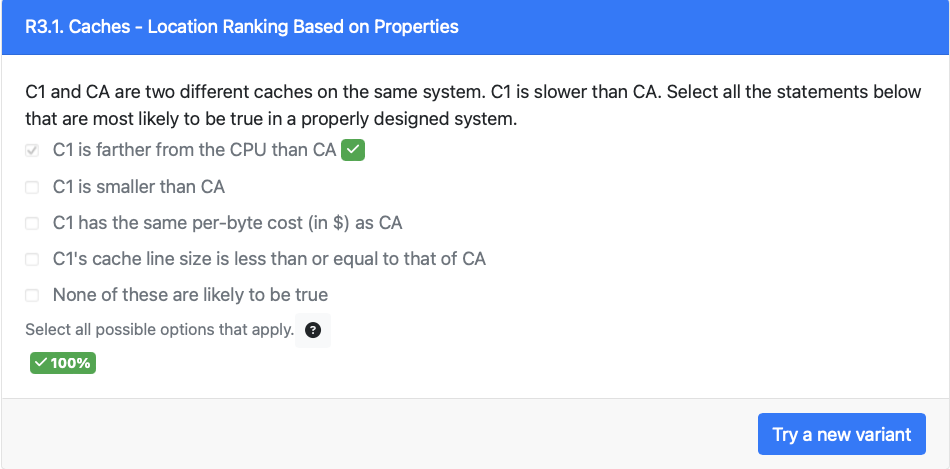 R3.1. Caches - Location Ranking Based on Properties
C1 and CA are two different caches on the same system. C1 is slower than CA. Select all the statements below
that are most likely to be true in a properly designed system.
C1 is farther from the CPU than CA
C1 is smaller than CA
C1 has the same per-byte cost (in $) as CA
C1's cache line size is less than or equal to that of CA
None of these are likely to be true
Select all possible options that apply. ?
100%
Try a new variant